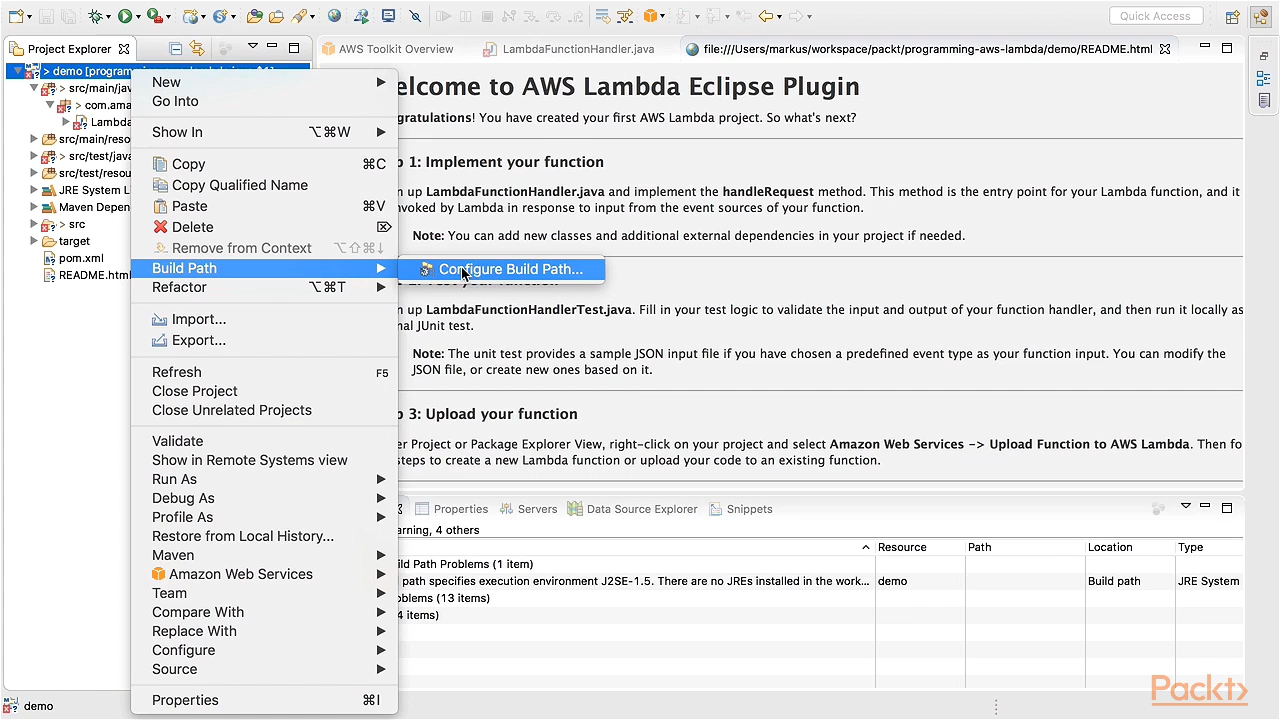 Quick Access
Project Explorer
AWS Toolkit Overview
LambdaFunctionHandler.java
file:///Users/markus/workspace/packt/programming-aws-lambda/demo/README.html
> demo
> src/main/jav
> com.ama
Lambda
src/main/reso
> src/test/java
src/test/resou
JRE System L
Maven Depen
> src
target
pom.xml
README.html
New
Go Into
Show In ⌥⌘W
Copy ⌘C
Copy Qualified Name
Paste ⌘V
Delete ⌦
Remove from Context ⌥⇧⌘↓
Build Path
Refactor ⌥⌘T
Import...
Export...
Refresh F5
Close Project
Close Unrelated Projects
Validate
Show in Remote Systems view
Run As
Debug As
Profile As
Restore from Local History...
Maven
Amazon Web Services
Team
Compare With
Replace With
Configure
Source
Properties ⌘I
Configure Build Path...
elcome to AWS Lambda Eclipse Plugin
gratulations! You have created your first AWS Lambda project. So what's next?
p 1: Implement your function
n up LambdaFunctionHandler.java and implement the handleRequest method. This method is the entry point for your Lambda function, and it
nvoked by Lambda in response to input from the event sources of your function.
Note: You can add new classes and additional external dependencies in your project if needed.
n up LambdaFunctionHandlerTest.java. Fill in your test logic to validate the input and output of your function handler, and then run it locally as
nal JUnit test.
Note: The unit test provides a sample JSON input file if you have chosen a predefined event type as your function input. You can modify the
JSON file, or create new ones based on it.
p 3: Upload your function
er Project or Package Explorer View, right-click on your project and select Amazon Web Services -> Upload Function to AWS Lambda. Then fo
steps to create a new Lambda function or upload your code to an existing function.
Properties
Servers
Data Source Explorer
Snippets
arning, 4 others
Resource Path Location Type
ild Path Problems (1 item)
path specifies execution environment J2SE-1.5. There are no JREs installed in the work... demo Build path JRE System
oblems (13 items)
4 items)
demo
Packt>